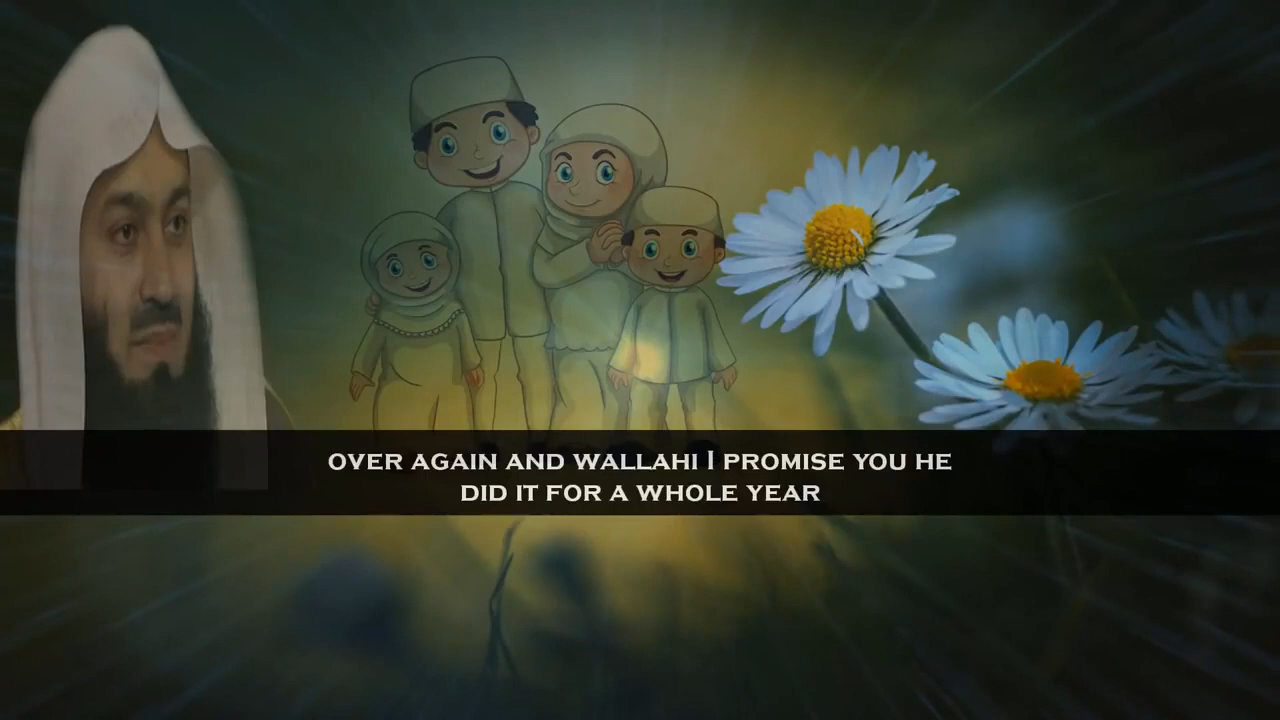 OVER AGAIN AND WALLAHI I PROMISE YOU HE
DID IT FOR A WHOLE YEAR